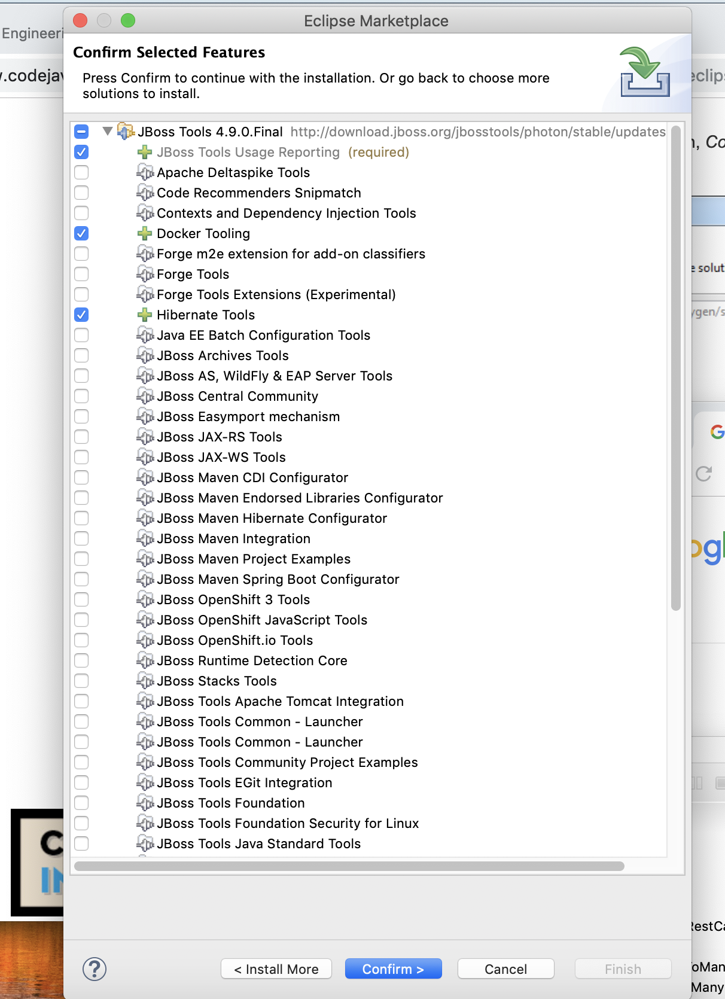 Eclipse Marketplace
Engineeri
Confirm Selected Features
.codejav
Press Confirm to continue with the installation. Or go back to choose more
solutions to install.
eclips
JBoss Tools 4.9.0.Final http://download.jboss.org/jbosstools/photon/stable/updates
n, Co
JBoss Tools Usage Reporting (required)
Apache Deltaspike Tools
Code Recommenders Snipmatch
Contexts and Dependency Injection Tools
Docker Tooling
Forge m2e extension for add-on classifiers
e solut
Forge Tools
Forge Tools Extensions (Experimental)
ygen/s
Hibernate Tools
Java EE Batch Configuration Tools
JBoss Archives Tools
JBoss AS, WildFly & EAP Server Tools
JBoss Central Community
JBoss Easymport mechanism
JBoss JAX-RS Tools
G
JBoss JAX-WS Tools
JBoss Maven CDI Configurator
JBoss Maven Endorsed Libraries Configurator
JBoss Maven Hibernate Configurator
JBoss Maven Integration
ogl
JBoss Maven Project Examples
JBoss Maven Spring Boot Configurator
JBoss OpenShift 3 Tools
JBoss OpenShift JavaScript Tools
JBoss OpenShift.io Tools
JBoss Runtime Detection Core
JBoss Stacks Tools
JBoss Tools Apache Tomcat Integration
JBoss Tools Common - Launcher
JBoss Tools Common - Launcher
JBoss Tools Community Project Examples
JBoss Tools EGit Integration
JBoss Tools Foundation
JBoss Tools Foundation Security for Linux
JBoss Tools Java Standard Tools
C
IN
RestCa
? < Install More Confirm > Cancel Finish
oMan
Many